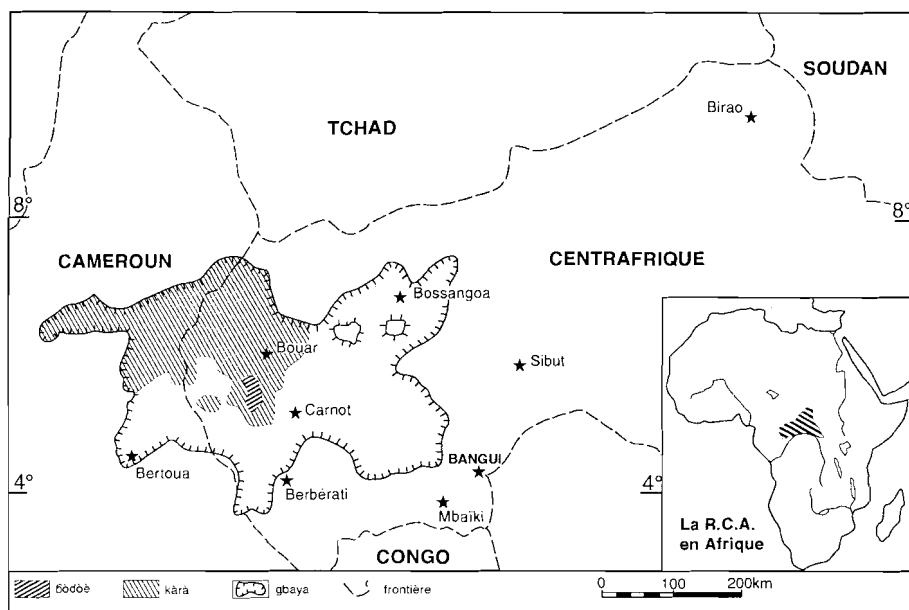 SOUDAN
Birao
TCHAD
8°
8°
CAMEROUN
CENTRAFRIQUE
Bossangoa
Bouar
Sibut
Carnot
Bertoua
BANGUI
4°
4°
Berbérati
Mbaïki
La R.C.A.
en Afrique
CONGO
ɓòdòè kàrà gbaya frontière
0 100 200km